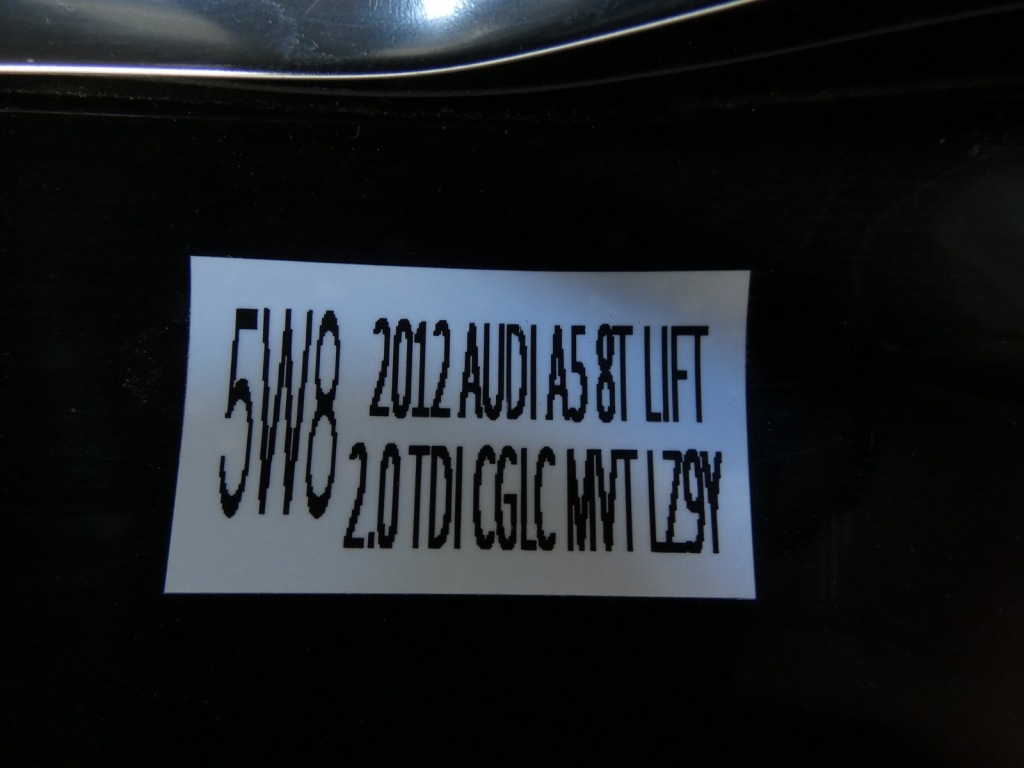 5W8
2012 AUDI A5 8T LIFT
2.0 TDI CGLC MVT LZ9Y